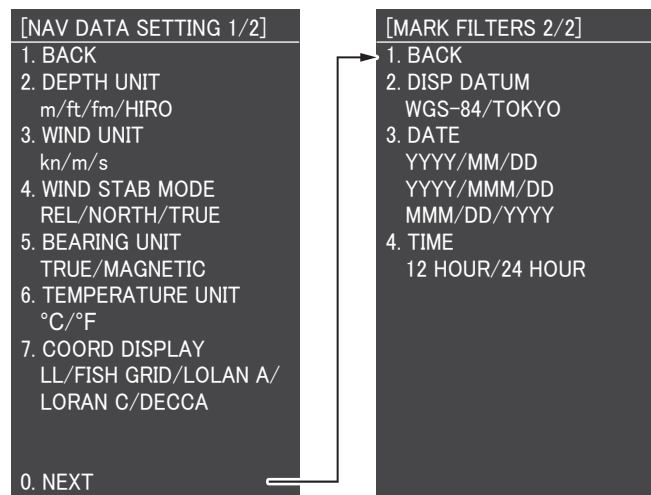 [NAV DATA SETTING 1/2]
1. BACK
2. DEPTH UNIT
m/ft/fm/HIRO
3. WIND UNIT
kn/m/s
4. WIND STAB MODE
REL/NORTH/TRUE
5. BEARING UNIT
TRUE/MAGNETIC
6. TEMPERATURE UNIT
°C/°F
7. COORD DISPLAY
LL/FISH GRID/LOLAN A/
LORAN C/DECCA
0. NEXT
[MARK FILTERS 2/2]
1. BACK
2. DISP DATUM
WGS-84/TOKYO
3. DATE
YYYY/MM/DD
YYYY/MMM/DD
MMM/DD/YYYY
4. TIME
12 HOUR/24 HOUR